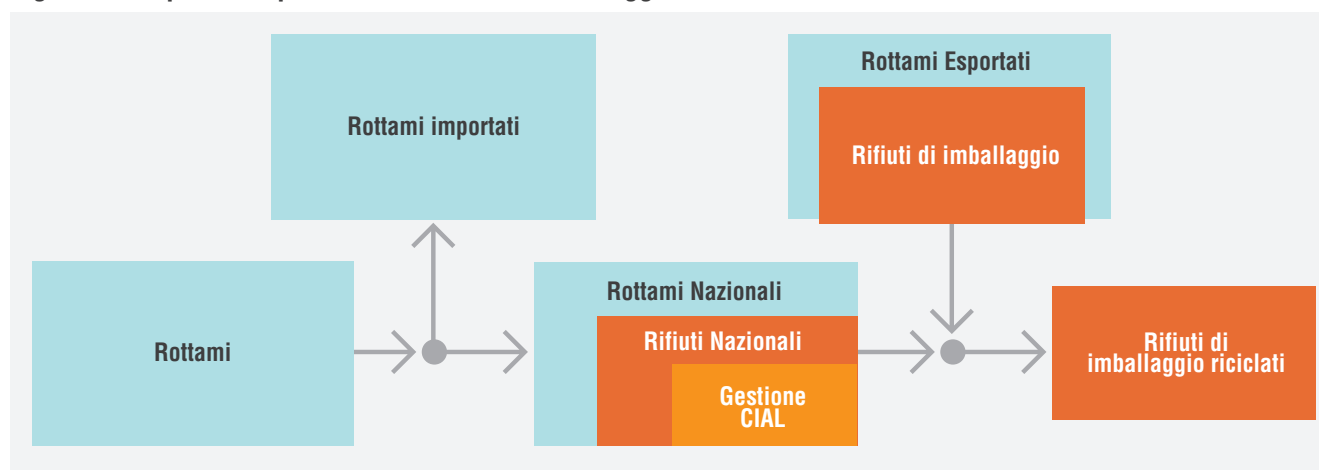 Rottami Esportati
Rottami importati
Rifiuti di imballaggio
Rottami Nazionali
Rottami
Rifiuti Nazionali
Rifiuti di
imballaggio riciclati
Gestione
CIAL